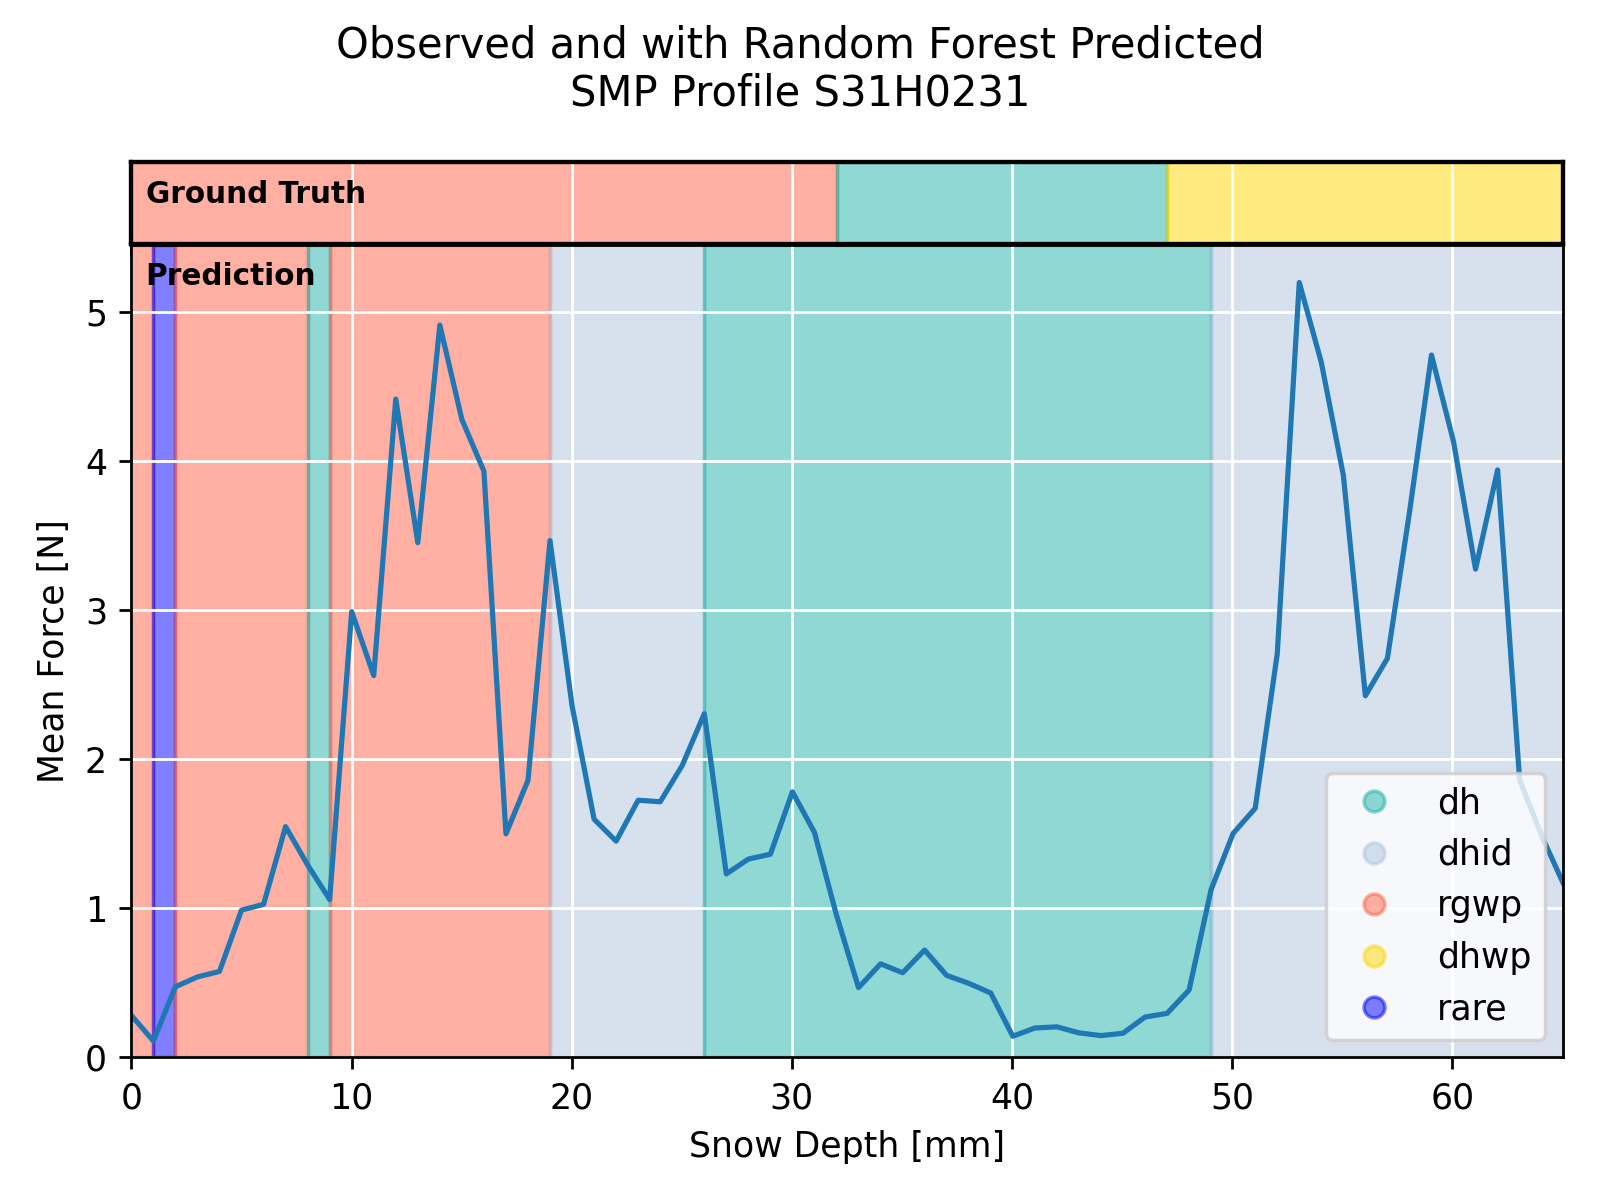 Observed and with Random Forest Predicted
SMP Profile S31H0231
Ground Truth
Prediction
5
4
3
2
1
0
Mean Force [N]
dh
dhid
rgwp
dhwp
rare
0 10 20 30 40 50 60
Snow Depth [mm]